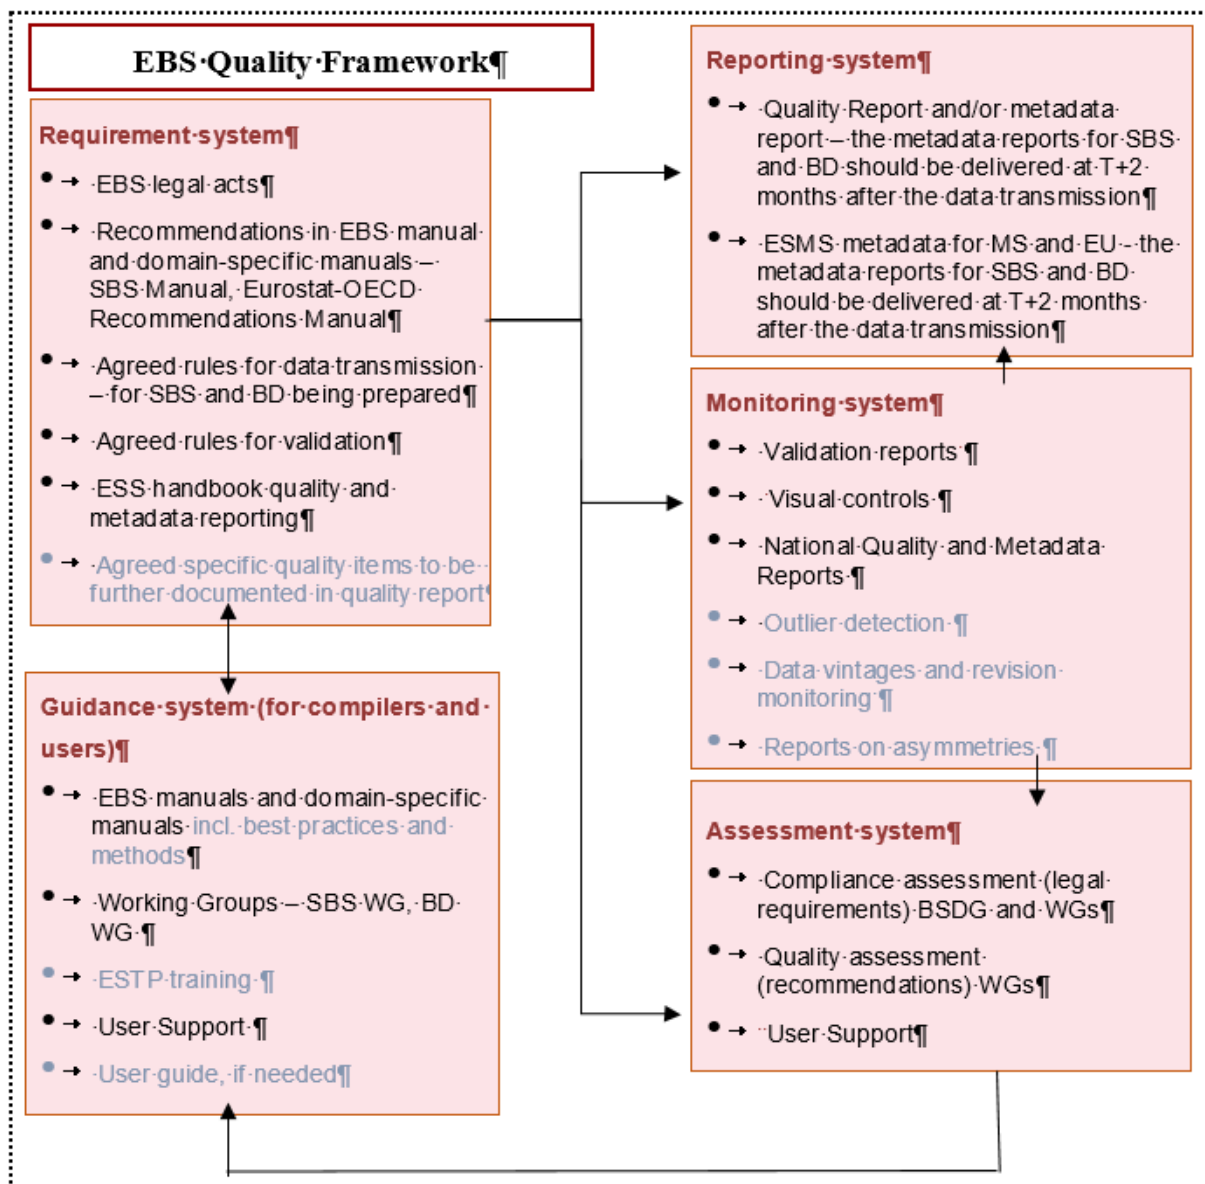 EBS·Quality·Framework¶
Requirement·system¶
EBS·legal·acts¶
Recommendations·in·EBS·manual·
and·domain-specific·manuals·–·
SBS·Manual,·Eurostat-OECD·
Recommendations·Manual¶
Agreed·rules·for·data·transmission·
–·for·SBS·and·BD·being·prepared¶
Agreed·rules·for·validation¶
ESS·handbook·quality·and·
metadata·reporting¶
Agreed·specific·quality·items·to·be·
further·documented·in·quality·report¶
Guidance·system·(for·compilers·and·
users)¶
EBS·manuals·and·domain-specific·
manuals·incl.·best·practices·and·
methods¶
Working·Groups·–·SBS·WG,·BD·
WG·¶
ESTP·training·¶
User·Support·¶
User·guide,·if·needed¶
Reporting·system¶
Quality·Report·and/or·metadata·
report·–·the·metadata·reports·for·SBS·
and·BD·should·be·delivered·at·T+2·
months·after·the·data·transmission¶
ESMS·metadata·for·MS·and·EU·-·the·
metadata·reports·for·SBS·and·BD·
should·be·delivered·at·T+2·months·
after·the·data·transmission¶
Monitoring·system¶
Validation·reports·¶
Visual·controls·¶
National·Quality·and·Metadata·
Reports·¶
Outlier·detection·¶
Data·vintages·and·revision·
monitoring·¶
Reports·on·asymmetries·¶
Assessment·system¶
Compliance·assessment·(legal·
requirements)·BSDG·and·WGs¶
Quality·assessment·
(recommendations)·WGs¶
User·Support¶